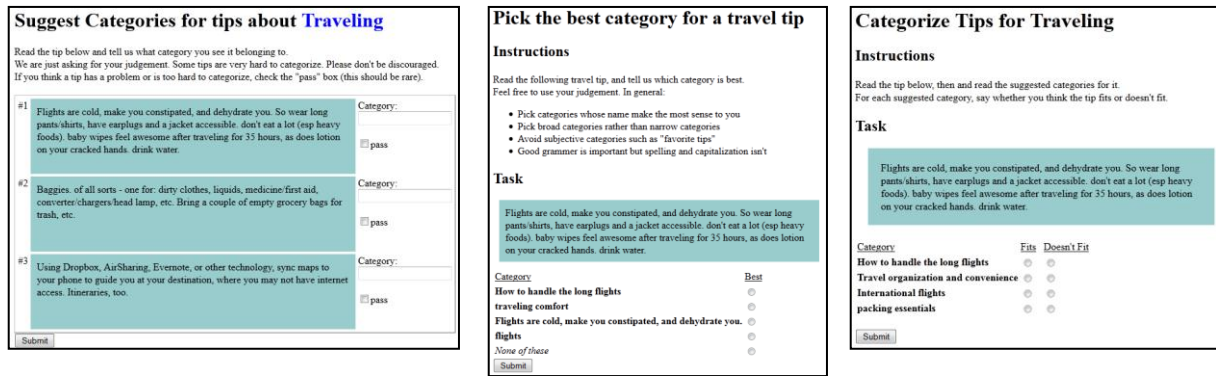 Suggest Categories for tips about Traveling
Read the tip below and tell us what category you see it belonging to.
We are just asking for your judgement. Some tips are very hard to categorize. Please don't be discouraged.
If you think a tip has a problem or is too hard to categorize, check the "pass" box (this should be rare).
#1
Flights are cold, make you constipated, and dehydrate you. So wear long
pants/shirts, have earplugs and a jacket accessible. don't eat a lot (esp heavy
foods). baby wipes feel awesome after traveling for 35 hours, as does lotion
on your cracked hands. drink water.
Category:
pass
#2
Baggies. of all sorts - one for: dirty clothes, liquids, medicine/first aid,
converter/chargers/head lamp, etc. Bring a couple of empty grocery bags for
trash, etc.
Category:
pass
#3
Using Dropbox, AirSharing, Evernote, or other technology, sync maps to
your phone to guide you at your destination, where you may not have internet
access. Itineraries, too.
Category:
pass
Submit
Pick the best category for a travel tip
Instructions
Read the following travel tip, and tell us which category is best.
Feel free to use your judgement. In general:
• Pick categories whose name make the most sense to you
• Pick broad categories rather than narrow categories
• Avoid subjective categories such as "favorite tips"
• Good grammer is important but spelling and capitalization isn't
Task
Flights are cold, make you constipated, and dehydrate you. So wear long
pants/shirts, have earplugs and a jacket accessible. don't eat a lot (esp heavy
foods). baby wipes feel awesome after traveling for 35 hours, as does lotion
on your cracked hands. drink water.
Category Best
How to handle the long flights
traveling comfort
Flights are cold, make you constipated, and dehydrate you.
flights
None of these
Submit
Categorize Tips for Traveling
Instructions
Read the tip below, then and read the suggested categories for it.
For each suggested category, say whether you think the tip fits or doesn't fit.
Task
Flights are cold, make you constipated, and dehydrate you. So wear long
pants/shirts, have earplugs and a jacket accessible. don't eat a lot (esp heavy
foods). baby wipes feel awesome after traveling for 35 hours, as does lotion
on your cracked hands. drink water.
Category Fits Doesn't Fit
How to handle the long flights
Travel organization and convenience
International flights
packing essentials
Submit